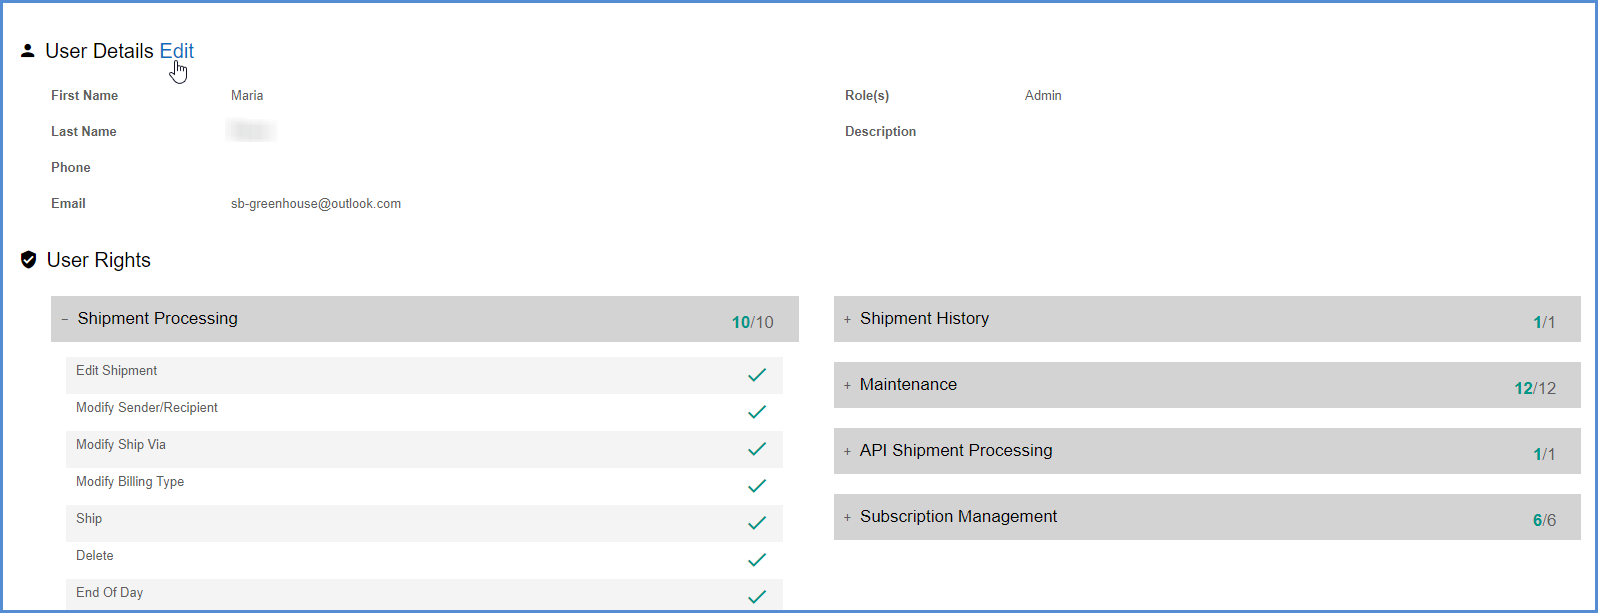 User Details Edit
First Name Maria
Last Name
Phone
Email sb-greenhouse@outlook.com
Role(s) Admin
Description
User Rights
− Shipment Processing 10/10
Edit Shipment
Modify Sender/Recipient
Modify Ship Via
Modify Billing Type
Ship
Delete
End Of Day
+ Shipment History 1/1
+ Maintenance 12/12
+ API Shipment Processing 1/1
+ Subscription Management 6/6